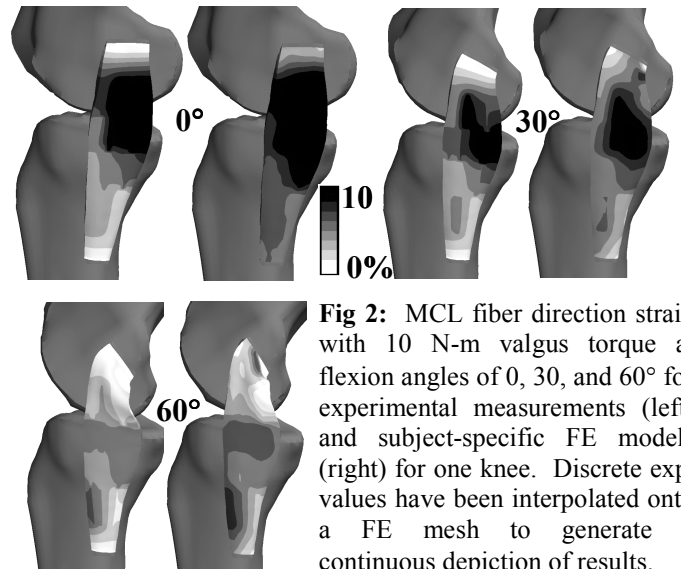 0°
10
0%
30°
60°
Fig 2: MCL fiber direction strai
with 10 N-m valgus torque a
flexion angles of 0, 30, and 60° fo
experimental measurements (left
and subject-specific FE model
(right) for one knee. Discrete exp
values have been interpolated ont
a FE mesh to generate
continuous depiction of results.